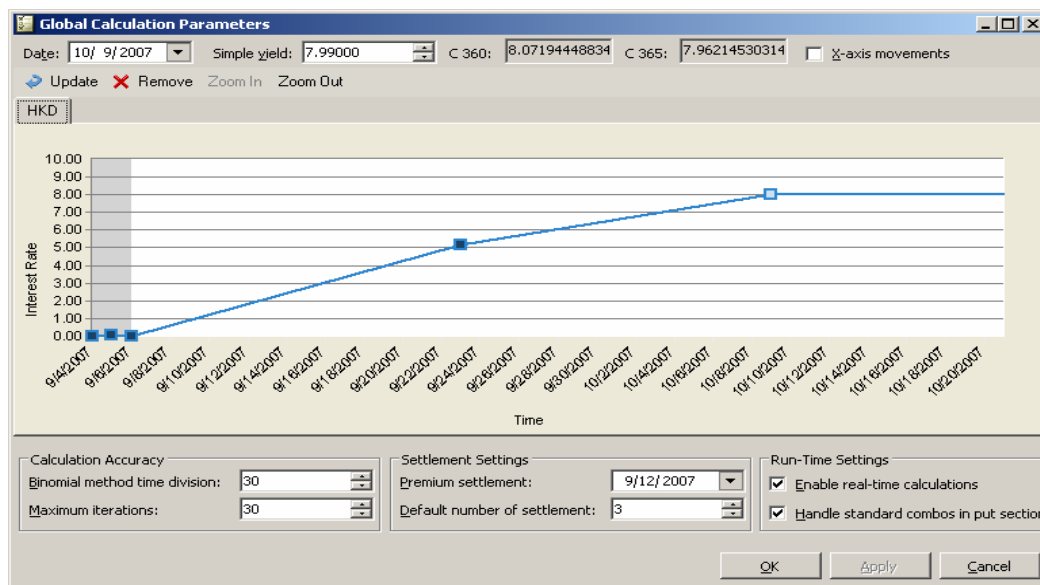 Global Calculation Parameters
Date: 10/ 9/2007 Simple yield: 7.99000 C 360: 8.07194448834 C 365: 7.96214530314 X-axis movements
Update Remove Zoom In Zoom Out
HKD
10.00
9.00
8.00
7.00
6.00
5.00
4.00
3.00
2.00
1.00
0.00
Interest Rate
9/4/2007 9/6/2007 9/8/2007 9/10/2007 9/12/2007 9/14/2007 9/16/2007 9/18/2007 9/20/2007 9/22/2007 9/24/2007 9/26/2007 9/28/2007 9/30/2007 10/2/2007 10/4/2007 10/6/2007 10/8/2007 10/10/2007 10/12/2007 10/14/2007 10/16/2007 10/18/2007 10/20/2007
Time
Calculation Accuracy
Binomial method time division: 30
Maximum iterations: 30
Settlement Settings
Premium settlement: 9/12/2007
Default number of settlement: 3
Run-Time Settings
Enable real-time calculations
Handle standard combos in put section
OK Apply Cancel